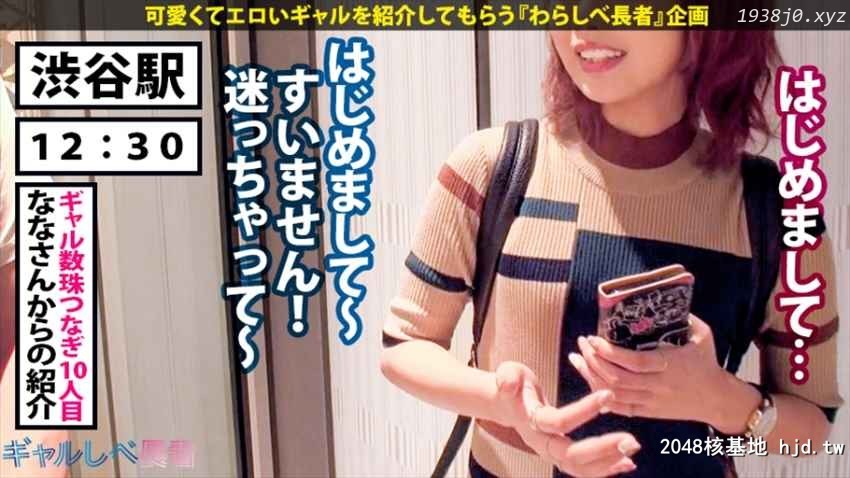 可愛くてエロいギャルを紹介してもらう『わらしべ長者』企画
1938j0.xyz
渋谷駅
12：30
ギャル数珠つなぎ10人目
ななさんからの紹介
はじめまして〜
すいません！
迷っちゃって〜
はじめまして…
ギャルしべ長者
2048核基地 hjd.tw